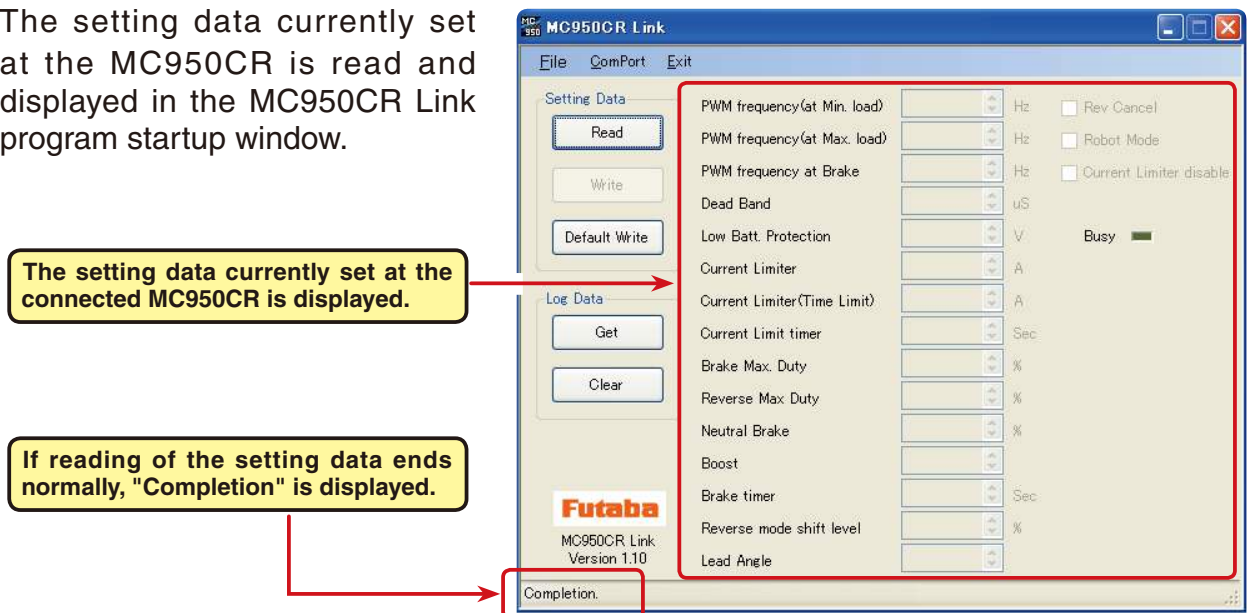 The setting data currently set
at the MC950CR is read and
displayed in the MC950CR Link
program startup window.
The setting data currently set at the
connected MC950CR is displayed.
If reading of the setting data ends
normally, "Completion" is displayed.
MC950CR Link
File ComPort Exit
Setting Data
Read
Write
Default Write
Log Data
Get
Clear
Futaba
MC950CR Link
Version 1.10
Completion.
PWM frequency(at Min. load) Hz
PWM frequency(at Max. load) Hz
PWM frequency at Brake Hz
Dead Band uS
Low Batt. Protection V
Current Limiter A
Current Limiter(Time Limit) A
Current Limit timer Sec
Brake Max. Duty %
Reverse Max Duty %
Neutral Brake %
Boost
Brake timer Sec
Reverse mode shift level %
Lead Angle
Rev Cancel
Robot Mode
Current Limiter disable
Busy